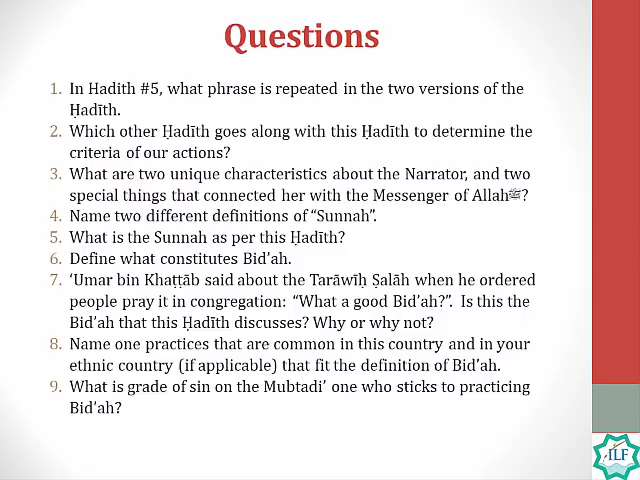 Questions
1. In Hadith #5, what phrase is repeated in the two versions of the
Ḥadīth.
2. Which other Ḥadīth goes along with this Ḥadīth to determine the
criteria of our actions?
3. What are two unique characteristics about the Narrator, and two
special things that connected her with the Messenger of Allahﷺ?
4. Name two different definitions of “Sunnah”.
5. What is the Sunnah as per this Ḥadīth?
6. Define what constitutes Bid’ah.
7. ‘Umar bin Khaṭṭāb said about the Tarāwīḥ Ṣalāh when he ordered
people pray it in congregation: “What a good Bid’ah?”. Is this the
Bid’ah that this Ḥadīth discusses? Why or why not?
8. Name one practices that are common in this country and in your
ethnic country (if applicable) that fit the definition of Bid’ah.
9. What is grade of sin on the Mubtadi’ one who sticks to practicing
Bid’ah?
ILF